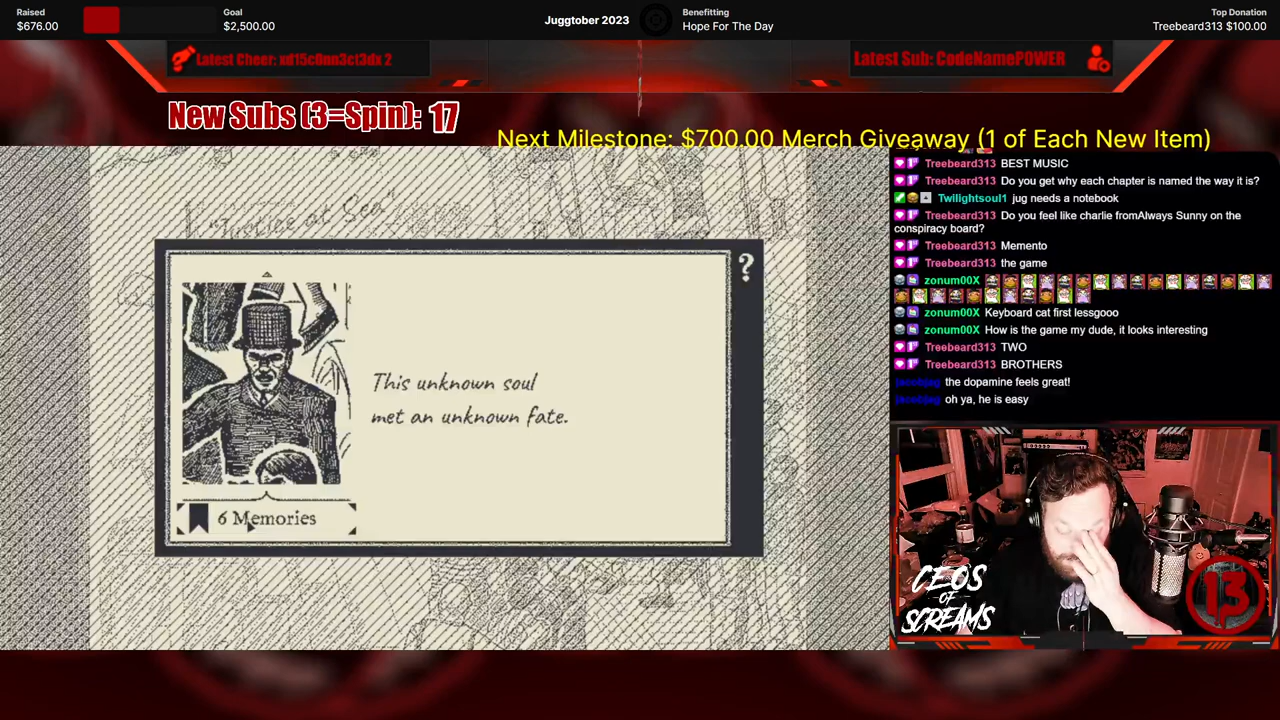 Raised
$676.00
Goal
$2,500.00
Juggtober 2023
Benefitting
Hope For The Day
Top Donation
Treebeard313 $100.00
Latest Cheer: xd15c0nn3ct3dx 2
Latest Sub: CodeNamePOWER
New Subs (3=Spin): 17
Next Milestone: $700.00 Merch Giveaway (1 of Each New Item)
Treebeard313 BEST MUSIC
Treebeard313 Do you get why each chapter is named the way it is?
Twilightsoul1 jug needs a notebook
Treebeard313 Do you feel like charlie fromAlways Sunny on the
conspiracy board?
Treebeard313 Memento
Treebeard313 the game
zonum00X
zonum00X Keyboard cat first lessgooo
zonum00X How is the game my dude, it looks interesting
Treebeard313 TWO
Treebeard313 BROTHERS
the dopamine feels great!
oh ya, he is easy
?
This unknown soul
met an unknown fate.
6 Memories
CEOS
OF
SCREAMS
13